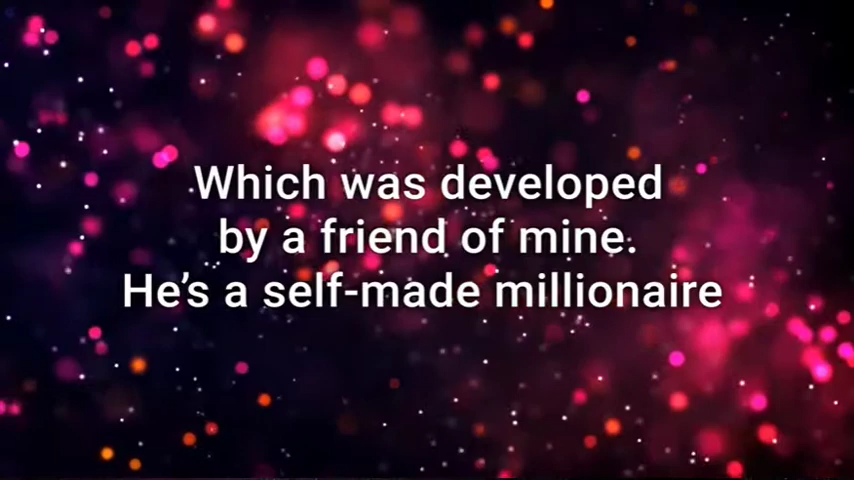 Which was developed
by a friend of mine.
He's a self-made millionaire